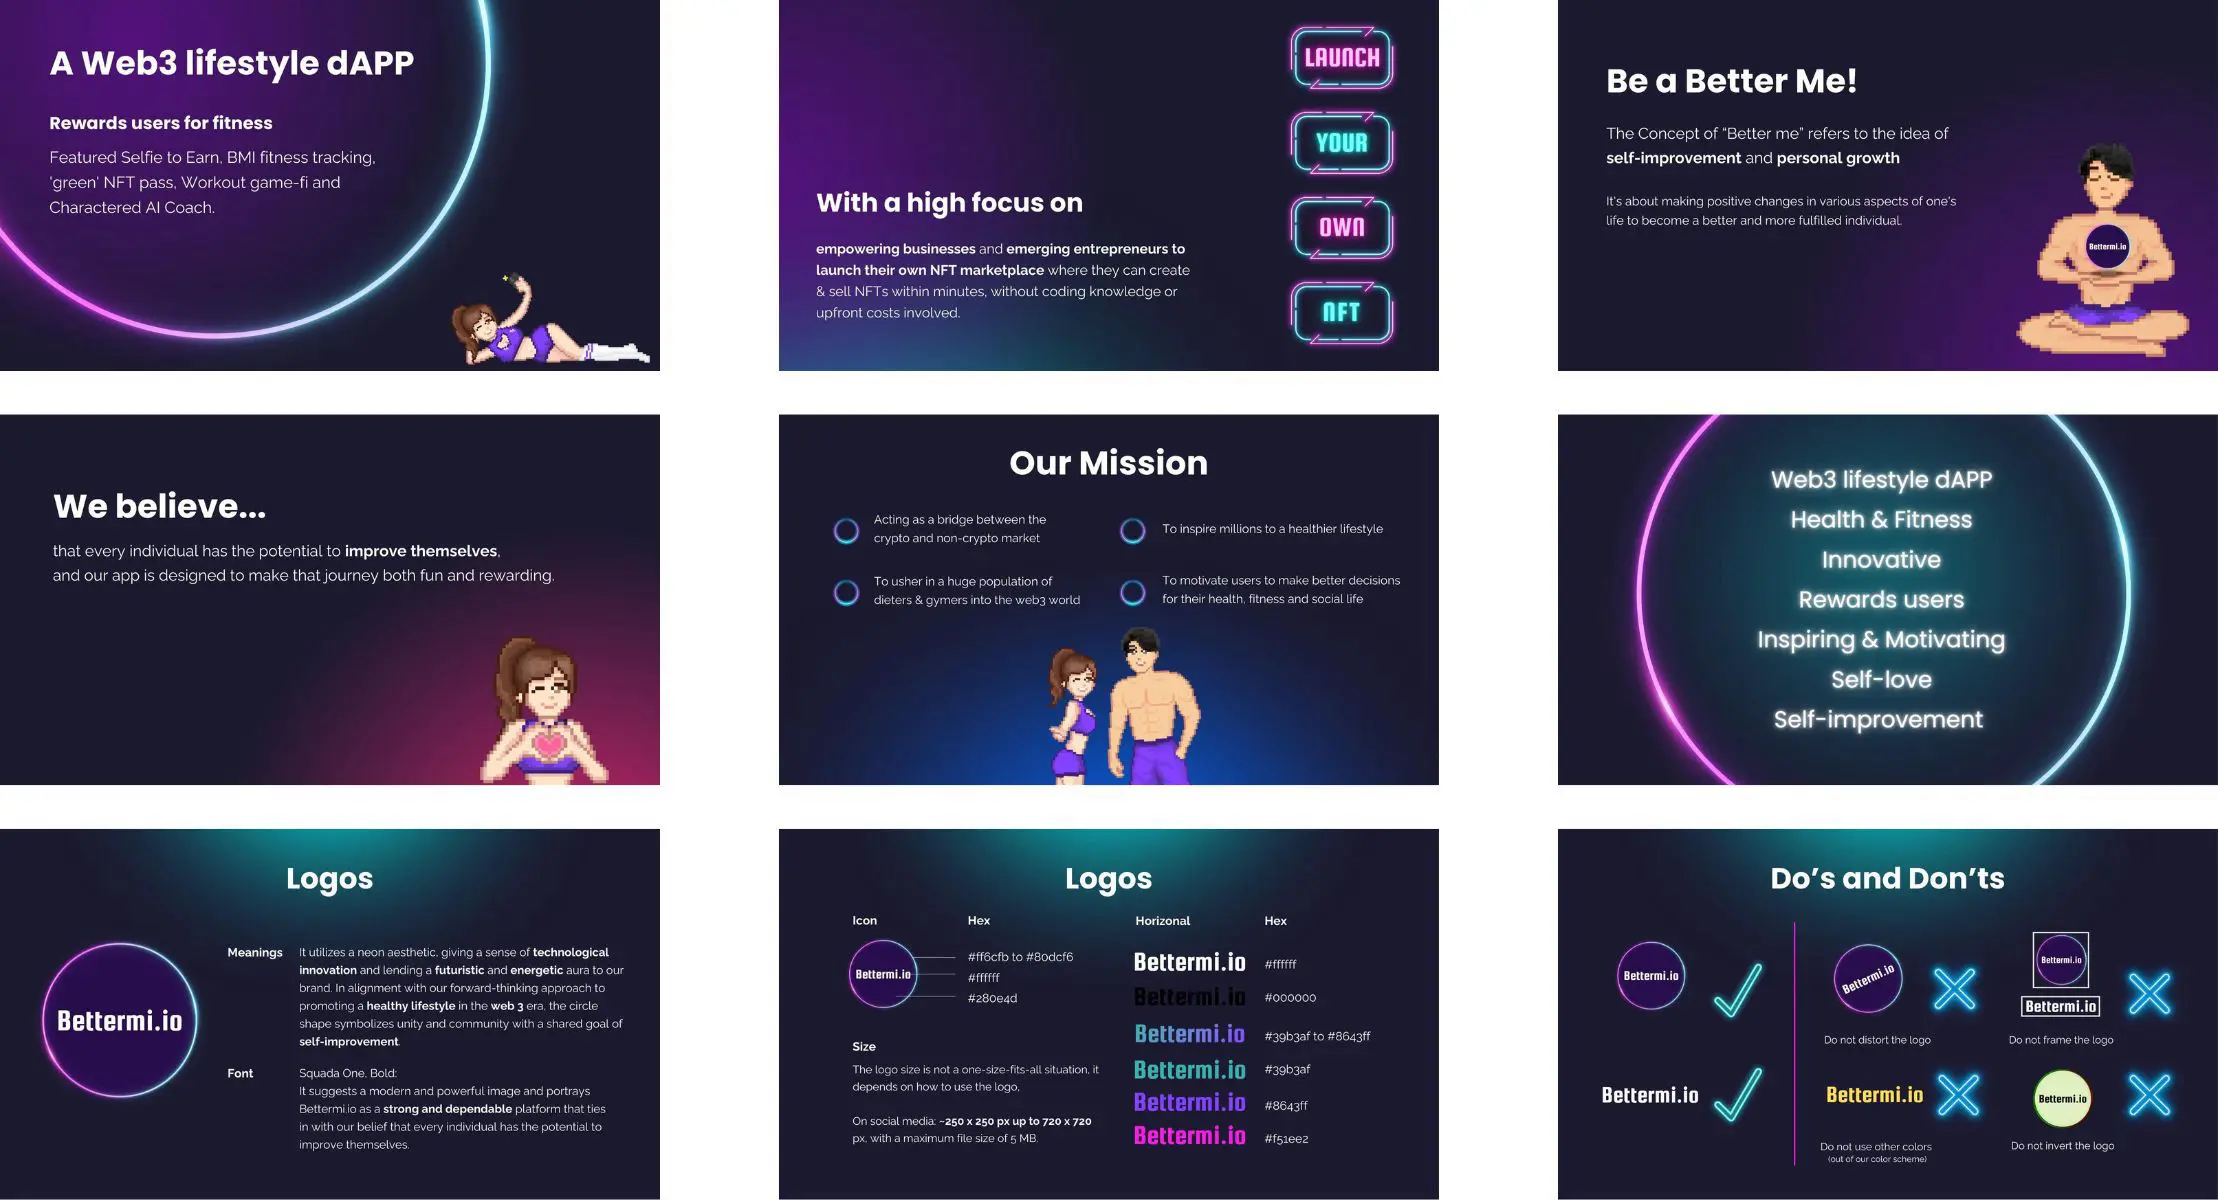 A Web3 lifestyle dAPP
Rewards users for fitness
Featured Selfie to Earn, BMI fitness tracking,
'green' NFT pass, Workout game-fi and
Charactered AI Coach.
With a high focus on
empowering businesses and emerging entrepreneurs to
launch their own NFT marketplace where they can create
& sell NFTs within minutes, without coding knowledge or
upfront costs involved.
LAUNCH
YOUR
OWN
NFT
Be a Better Me!
The Concept of “Better me” refers to the idea of
self-improvement and personal growth
It's about making positive changes in various aspects of one's
life to become a better and more fulfilled individual.
Bettermi.io
We believe...
that every individual has the potential to improve themselves,
and our app is designed to make that journey both fun and rewarding.
Our Mission
Acting as a bridge between the
crypto and non-crypto market
To inspire millions to a healthier lifestyle
To usher in a huge population of
dieters & gymers into the web3 world
To motivate users to make better decisions
for their health, fitness and social life
Web3 lifestyle dAPP
Health & Fitness
Innovative
Rewards users
Inspiring & Motivating
Self-love
Self-improvement
Logos
Bettermi.io
Meanings
It utilizes a neon aesthetic, giving a sense of technological
innovation and lending a futuristic and energetic aura to our
brand. In alignment with our forward-thinking approach to
promoting a healthy lifestyle in the web 3 era, the circle
shape symbolizes unity and community with a shared goal of
self-improvement.
Font
Squada One, Bold:
It suggests a modern and powerful image and portrays
Bettermi.io as a strong and dependable platform that ties
in with our belief that every individual has the potential to
improve themselves.
Logos
Icon
Hex
Bettermi.io
#ff6cfb to #80dcf6
#ffffff
#280e4d
Size
The logo size is not a one-size-fits-all situation, it
depends on how to use the logo,
On social media: ~250 x 250 px up to 720 x 720
px, with a maximum file size of 5 MB.
Horizonal
Hex
Bettermi.io #ffffff
Bettermi.io #000000
Bettermi.io #39b3af to #8643ff
Bettermi.io #39b3af
Bettermi.io #8643ff
Bettermi.io #f51ee2
Do’s and Don’ts
Bettermi.io
Bettermi.io
Bettermi.io
Do not distort the logo
Bettermi.io
Bettermi.io
Do not frame the logo
Bettermi.io
Do not use other colors
(out of our color scheme)
Bettermi.io
Do not invert the logo